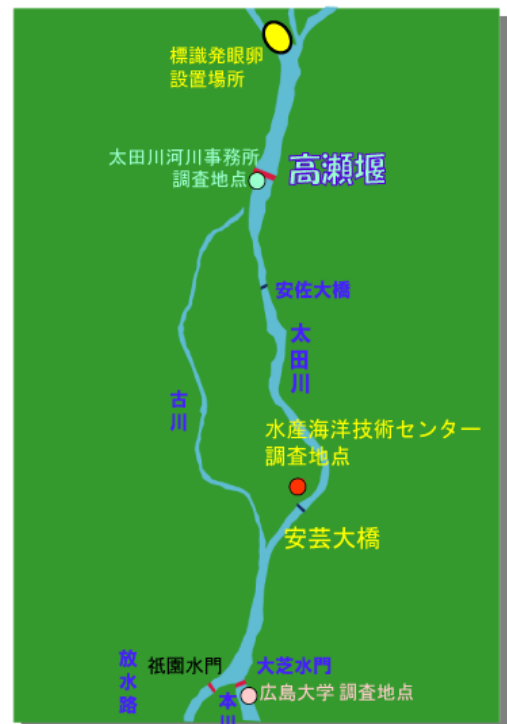 標識発眼卵
設置場所
太田川河川事務所
調査地点
高瀬堰
安佐大橋
太田川
古川
水産海洋技術センター
調査地点
安芸大橋
放水路
祇園水門
大芝水門
本川
広島大学 調査地点